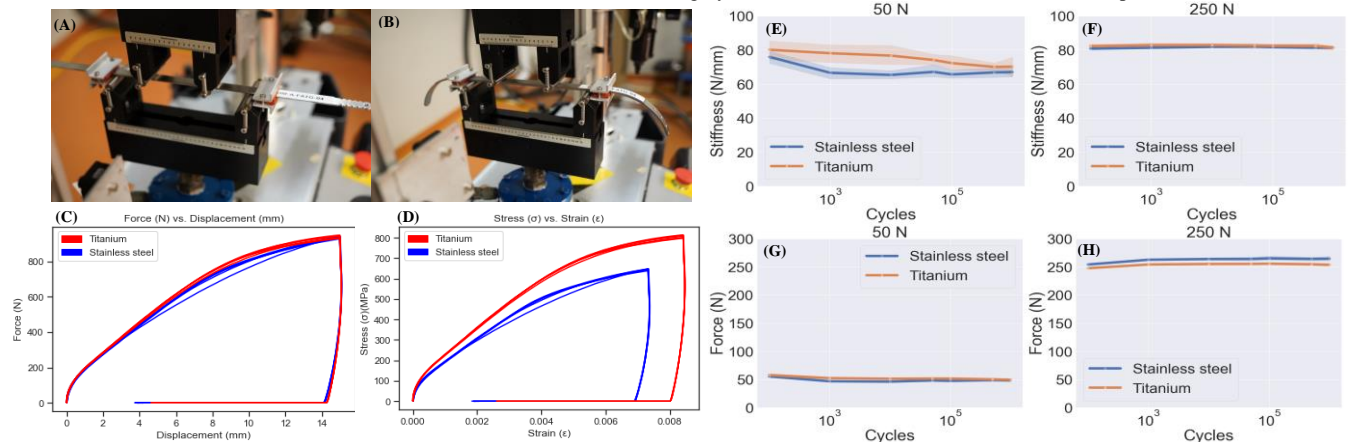 (A)
(B)
(C)
Force (N) vs. Displacement (mm)
Titanium
Stainless steel
Force (N)
800
600
400
200
0
0 2 4 6 8 10 12 14
Displacement (mm)
(D)
Stress (σ) vs. Strain (ε)
Titanium
Stainless steel
Stress (σ)(MPa)
800
700
600
500
400
300
200
100
0
0.000 0.002 0.004 0.006 0.008
Strain (ε)
(E)
50 N
Stiffness (N/mm)
100
80
60
40
20
0
Stainless steel
Titanium
10³ 10⁵
Cycles
(F)
250 N
Stiffness (N/mm)
100
80
60
40
20
0
Stainless steel
Titanium
10³ 10⁵
Cycles
(G)
50 N
Force (N)
300
250
200
150
100
50
0
Stainless steel
Titanium
10³ 10⁵
Cycles
(H)
250 N
Force (N)
300
250
200
150
100
50
0
Stainless steel
Titanium
10³ 10⁵
Cycles